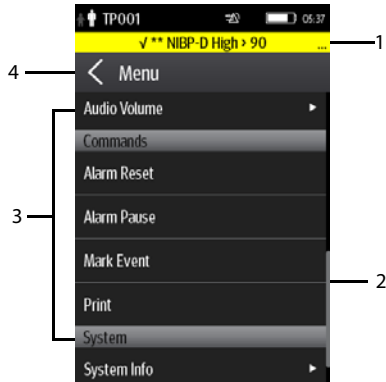 TP001 05:37
√ ** NIBP-D High > 90 ...
1
4
Menu
Audio Volume
Commands
Alarm Reset
Alarm Pause
3
Mark Event
2
Print
System
System Info